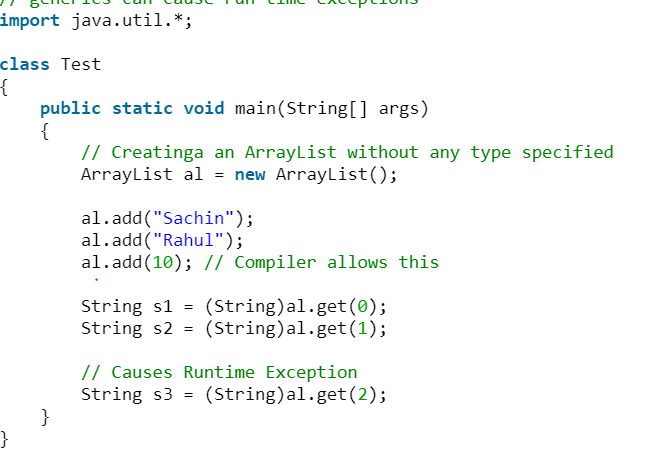 // generics can cause run time exceptions
import java.util.*;
class Test
{
public static void main(String[] args)
{
// Creatinga an ArrayList without any type specified
ArrayList al = new ArrayList();
al.add("Sachin");
al.add("Rahul");
al.add(10); // Compiler allows this
String s1 = (String)al.get(0);
String s2 = (String)al.get(1);
// Causes Runtime Exception
String s3 = (String)al.get(2);
}
}